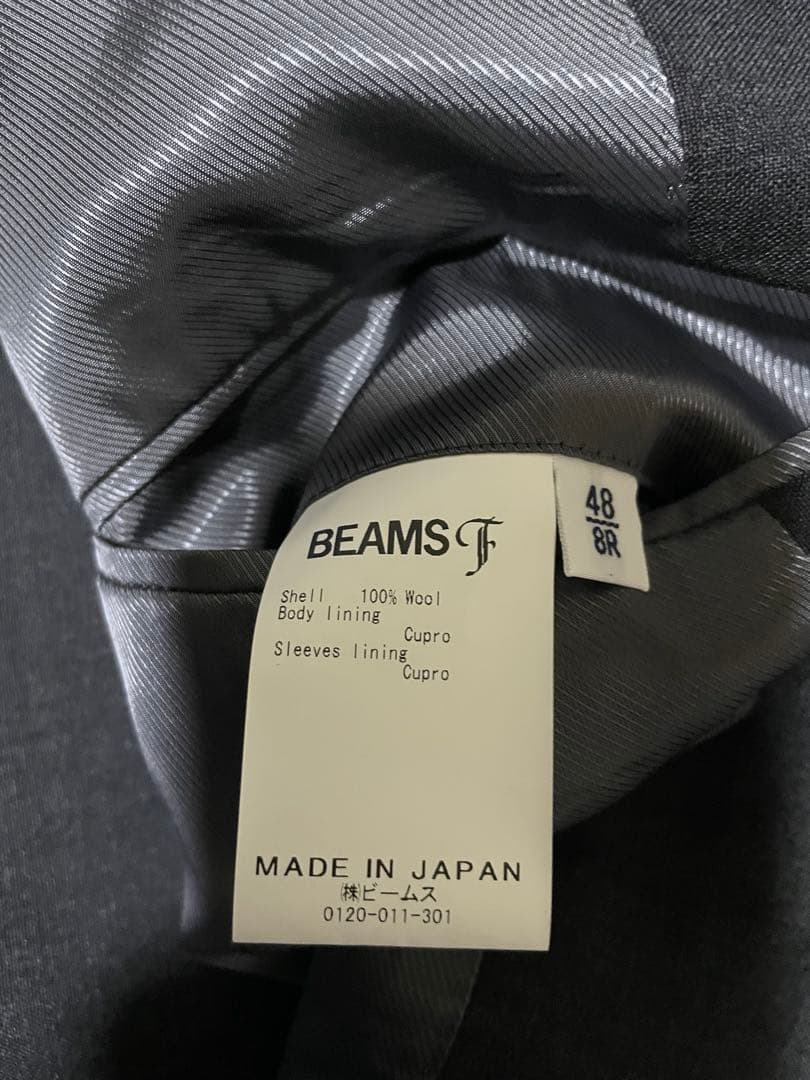 BEAMS F
48
8R
Shell 100% Wool
Body lining
Cupro
Sleeves lining
Cupro
MADE IN JAPAN
㈱ビームス
0120-011-301